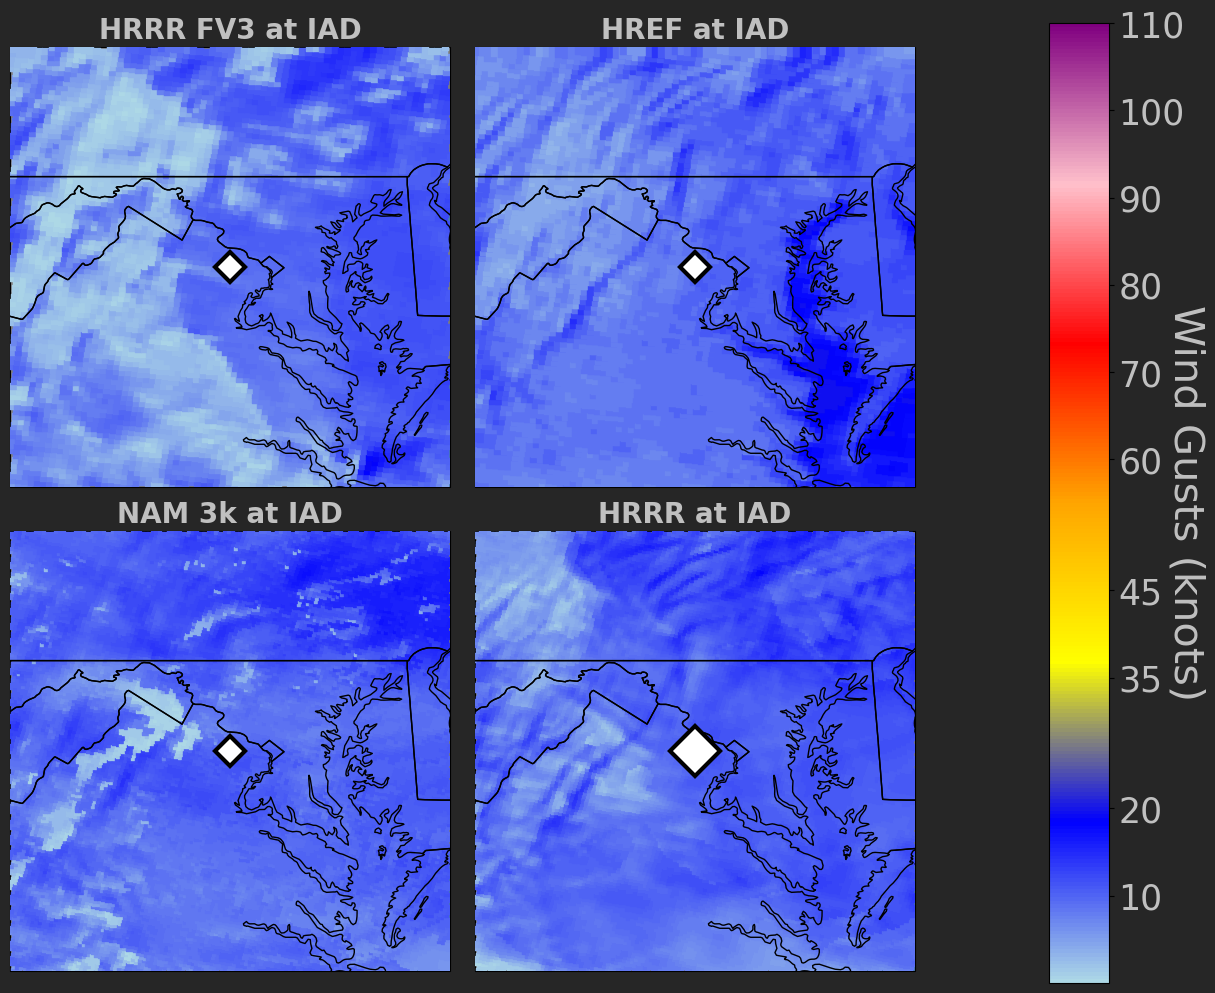 HRRR FV3 at IAD
HREF at IAD
NAM 3k at IAD
HRRR at IAD
110
100
90
80
70
60
45
35
20
10
Wind Gusts (knots)